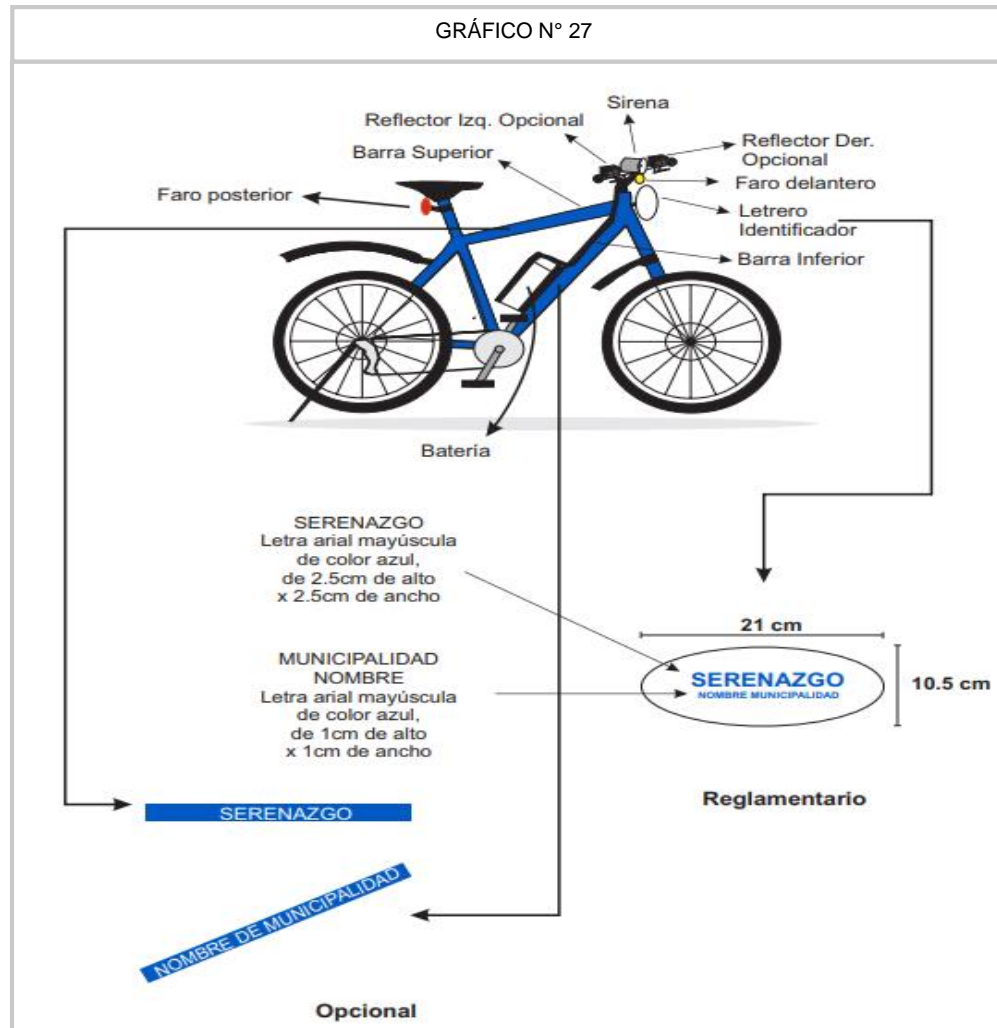 GRÁFICO N° 27
Sirena
Reflector Izq. Opcional
Reflector Der.
Opcional
Barra Superior
Faro delantero
Faro posterior
Letrero
Identificador
Barra Inferior
Batería
SERENAZGO
Letra arial mayúscula
de color azul,
de 2.5cm de alto
x 2.5cm de ancho
MUNICIPALIDAD
NOMBRE
Letra arial mayúscula
de color azul,
de 1cm de alto
x 1cm de ancho
21 cm
SERENAZGO
NOMBRE MUNICIPALIDAD
10.5 cm
Reglamentario
SERENAZGO
NOMBRE DE MUNICIPALIDAD
Opcional